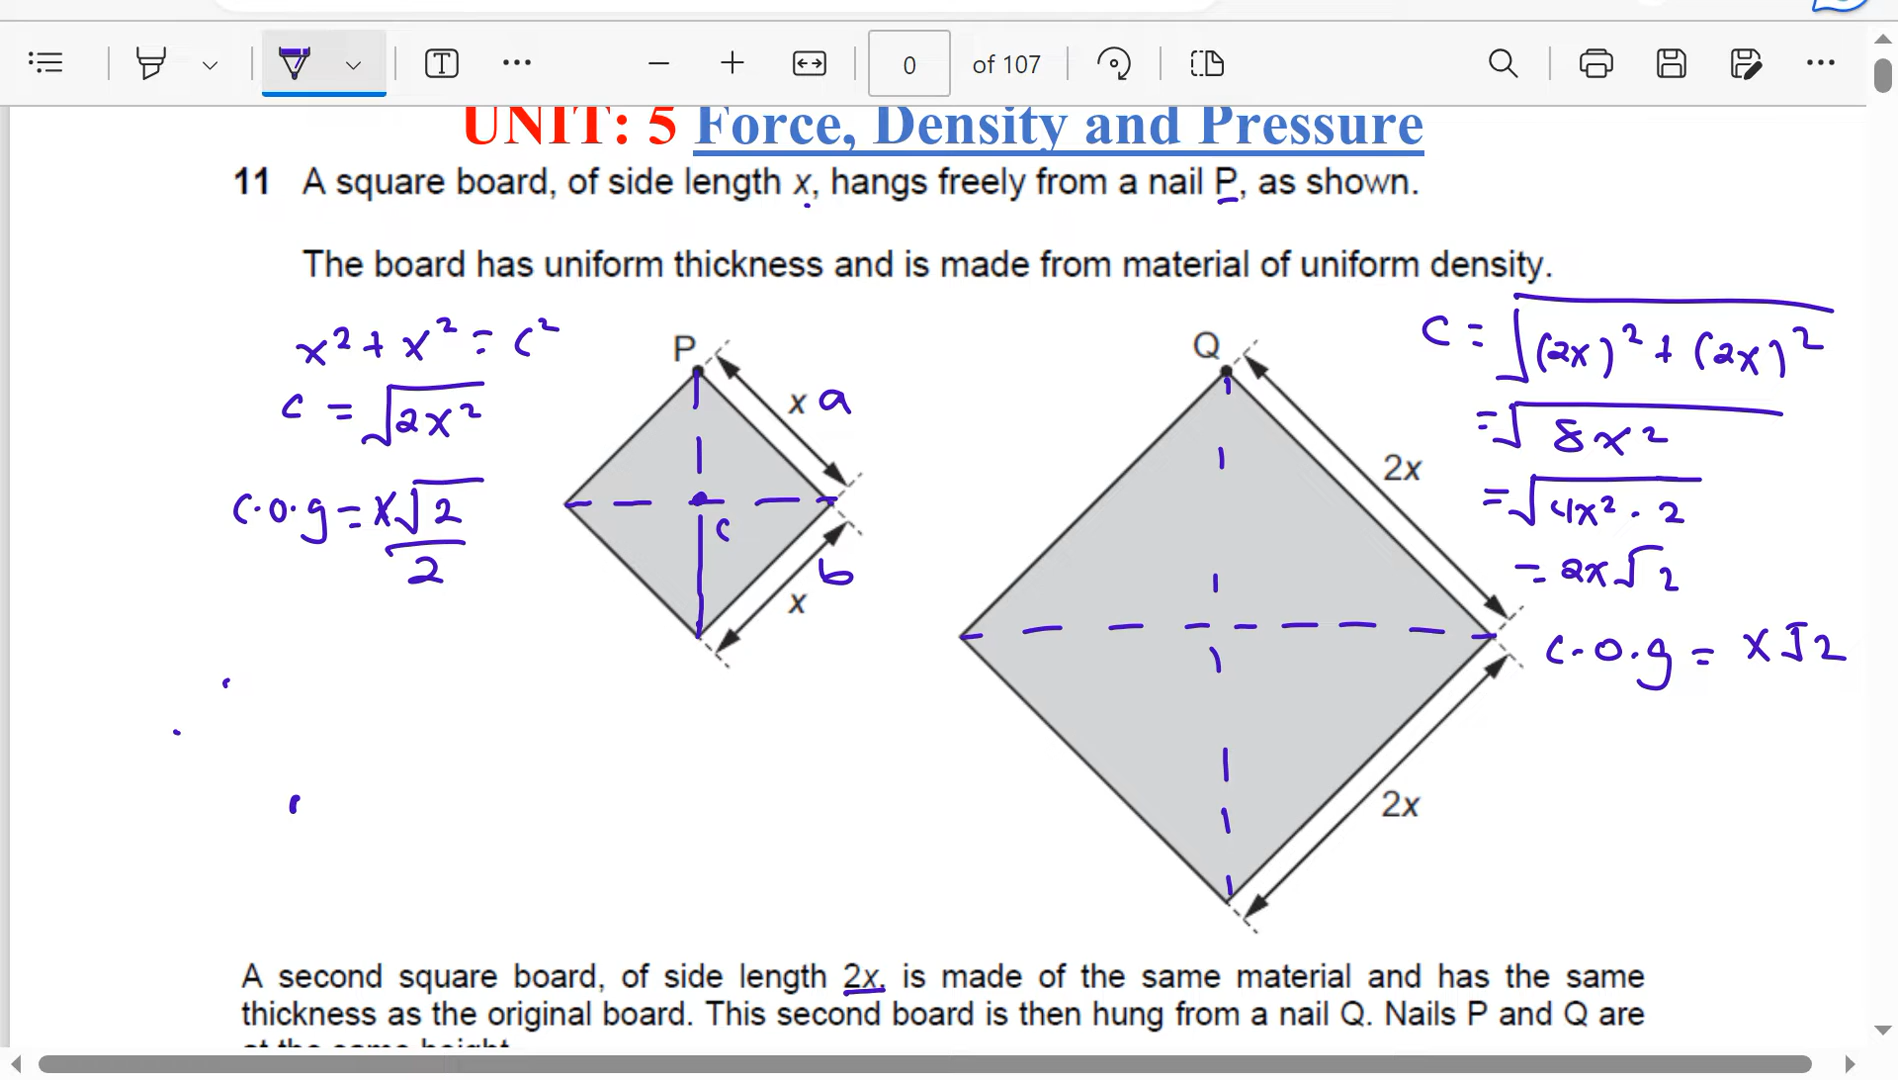 0 of 107
UNIT: 5 Force, Density and Pressure
11 A square board, of side length x, hangs freely from a nail P, as shown.
The board has uniform thickness and is made from material of uniform density.
x² + x² = c²
c = √2x²
c.o.g = x√2/2
P
x a
c
b
x
Q
2x
2x
c = √(2x)² + (2x)²
= √8x²
= √4x² · 2
= 2x√2
c.o.g = x√2
A second square board, of side length 2x, is made of the same material and has the same
thickness as the original board. This second board is then hung from a nail Q. Nails P and Q are
at the same height.